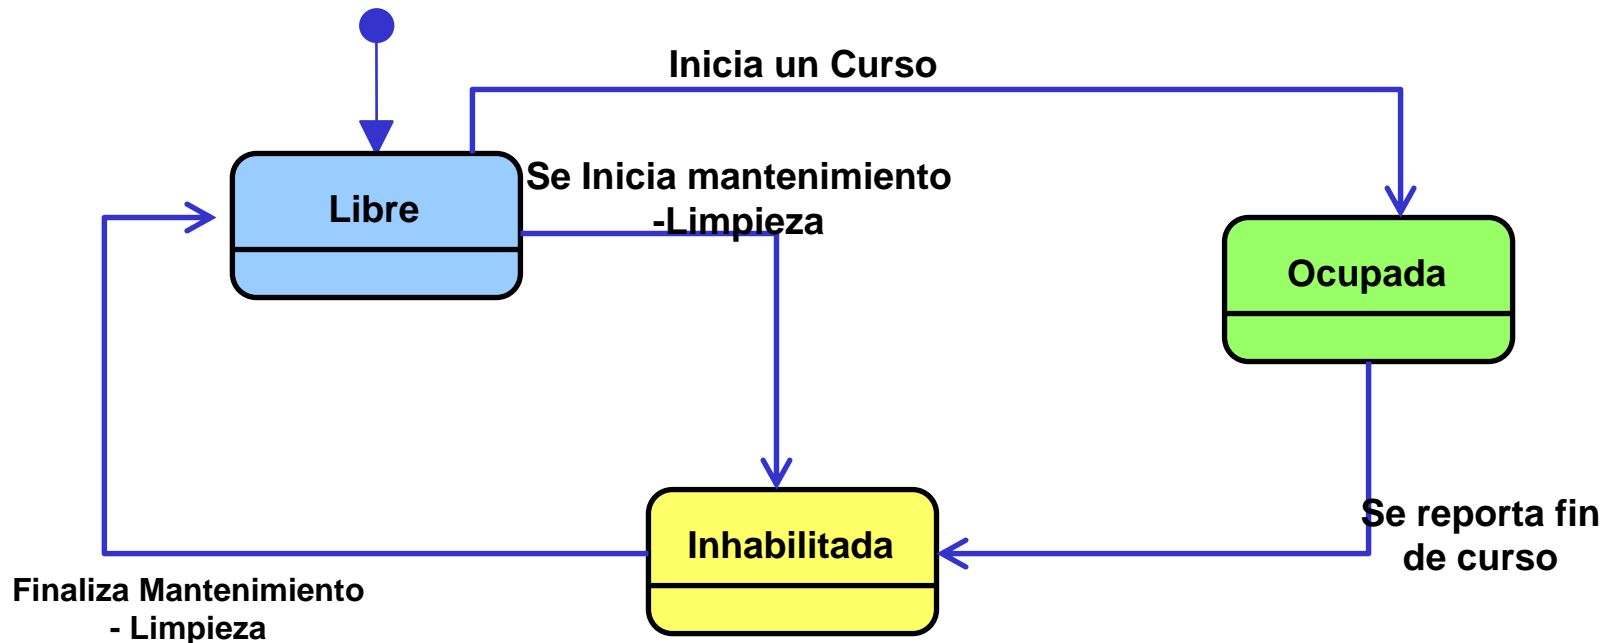 Inicia un Curso
Se Inicia mantenimiento
-Limpieza
Libre
Ocupada
Se reporta fin
de curso
Inhabilitada
Finaliza Mantenimiento
- Limpieza